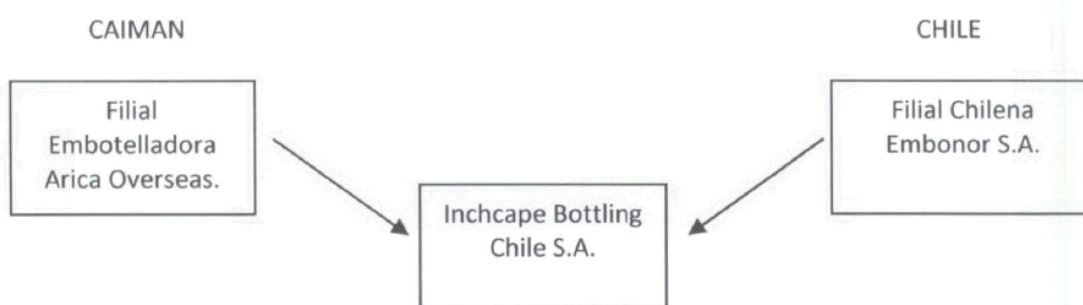 CAIMAN
CHILE
Filial
Embotelladora
Arica Overseas.
Filial Chilena
Embonor S.A.
Inchcape Bottling
Chile S.A.